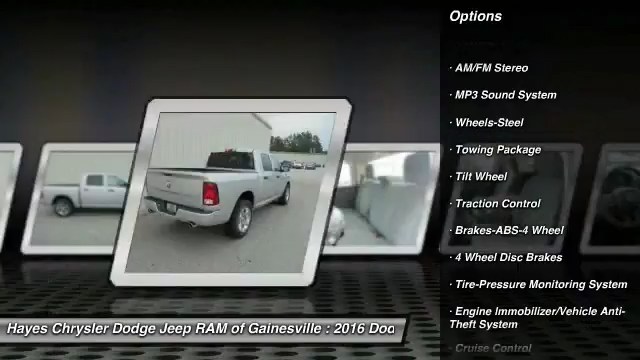 Options
· AM/FM Stereo
· MP3 Sound System
· Wheels-Steel
· Towing Package
· Tilt Wheel
· Traction Control
· Brakes-ABS-4 Wheel
· 4 Wheel Disc Brakes
· Tire-Pressure Monitoring System
· Engine Immobilizer/Vehicle Anti-
Theft System
· Cruise Control
Hayes Chrysler Dodge Jeep RAM of Gainesville : 2016 Doo